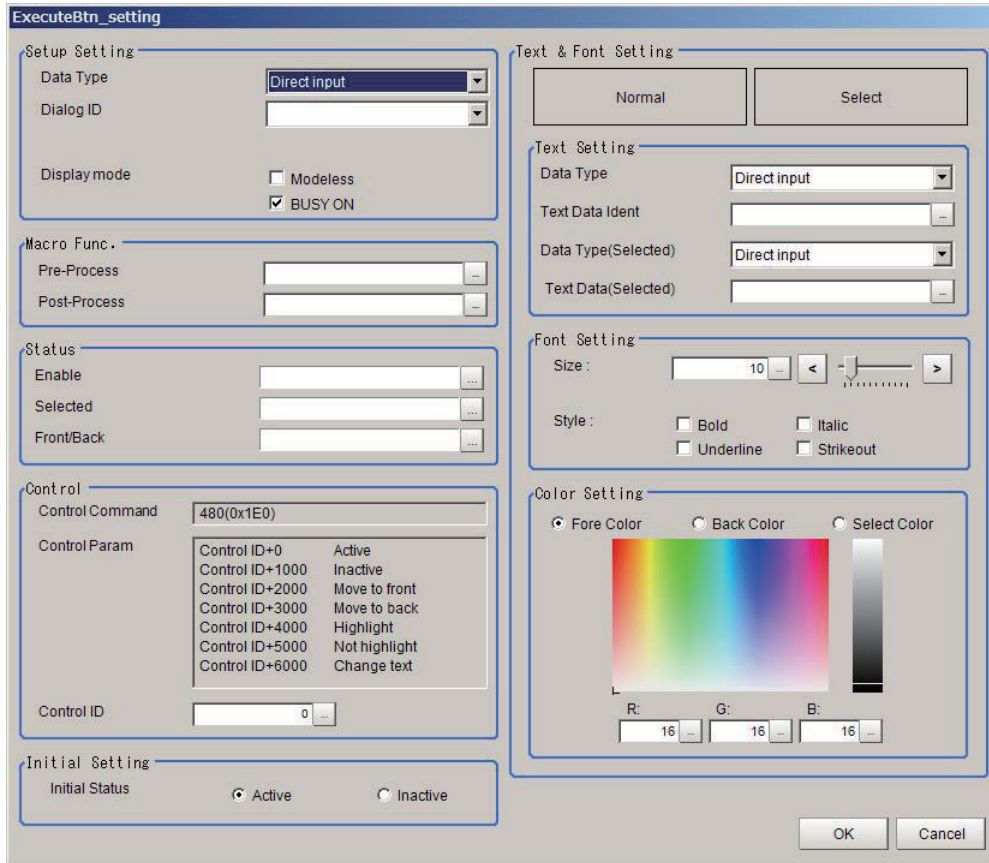 ExecuteBtn_setting
Setup Setting
Data Type
Direct input
Dialog ID
Display mode
Modeless
BUSY ON
Macro Func.
Pre-Process
...
Post-Process
...
Status
Enable
...
Selected
...
Front/Back
...
Control
Control Command
480(0x1E0)
Control Param
Control ID+0 Active
Control ID+1000 Inactive
Control ID+2000 Move to front
Control ID+3000 Move to back
Control ID+4000 Highlight
Control ID+5000 Not highlight
Control ID+6000 Change text
Control ID
0 ...
Initial Setting
Initial Status
Active Inactive
Text & Font Setting
Normal Select
Text Setting
Data Type
Direct input
Text Data Ident
...
Data Type(Selected)
Direct input
Text Data(Selected)
...
Font Setting
Size :
10 ... < >
Style :
Bold Italic
Underline Strikeout
Color Setting
Fore Color Back Color Select Color
R: G: B:
16 ... 16 ... 16 ...
OK Cancel